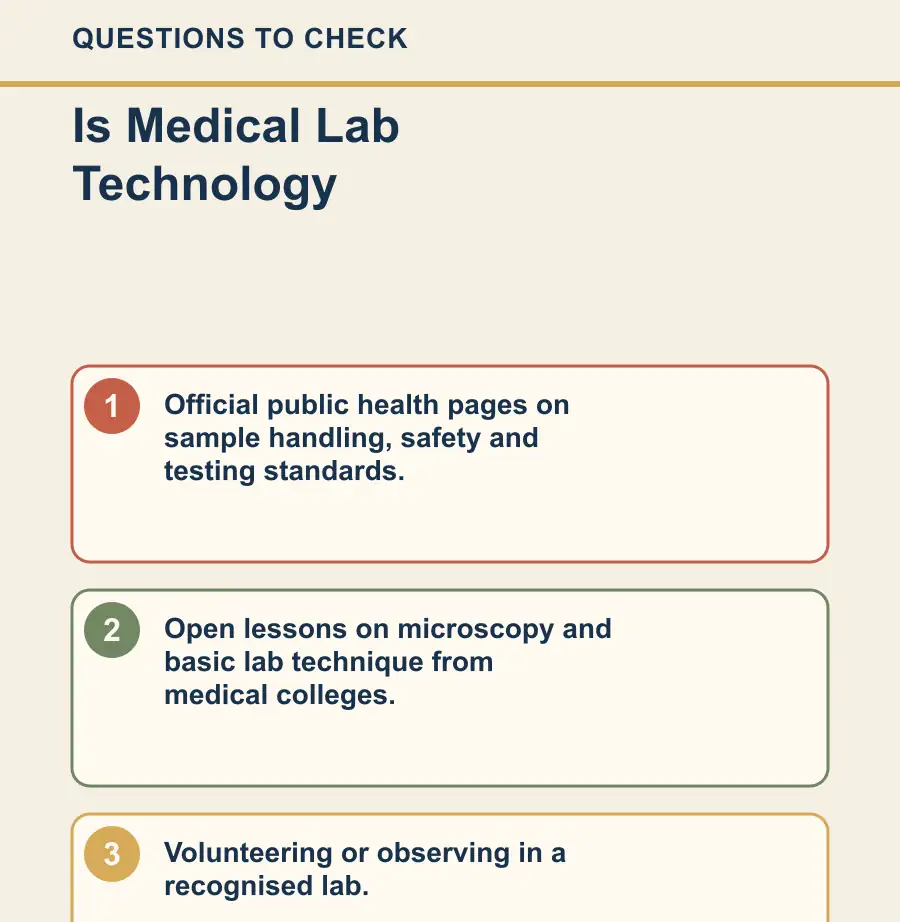 QUESTIONS TO CHECK
Is Medical Lab
Technology
1
Official public health pages on
sample handling, safety and
testing standards.
2
Open lessons on microscopy and
basic lab technique from
medical colleges.
3
Volunteering or observing in a
recognised lab.